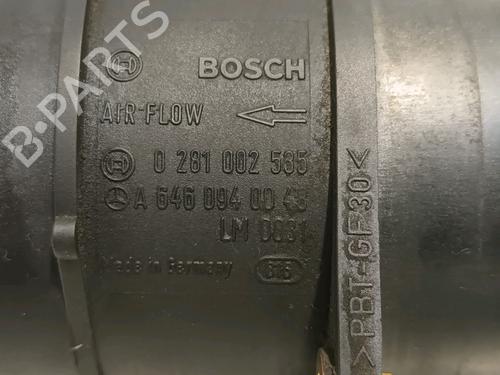 B-PARTS
BOSCH
AIR-FLOW
0 281 002 585
A 646 094 00 48
LM 0031
Made in Germany
616
>PBT-GF30<